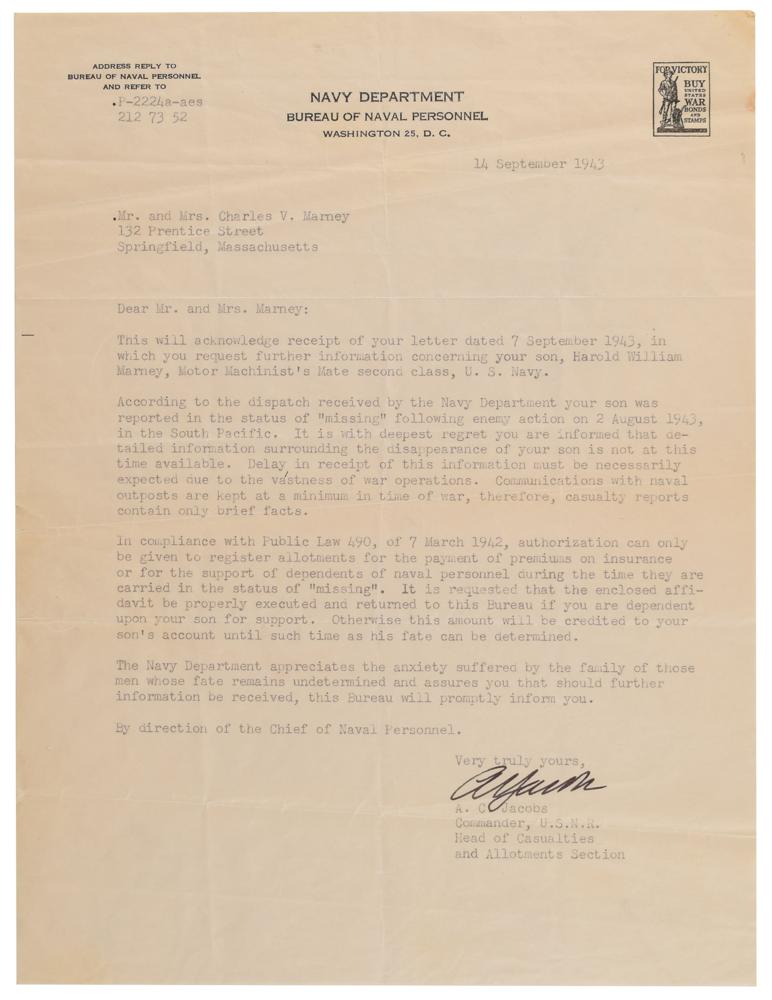 ADDRESS REPLY TO
BUREAU OF NAVAL PERSONNEL
AND REFER TO
.P-2224a-aes
212 73 52
NAVY DEPARTMENT
BUREAU OF NAVAL PERSONNEL
WASHINGTON 25, D. C.
FOR VICTORY
BUY
UNITED
STATES
WAR
BONDS
AND
STAMPS
14 September 1943
.Mr. and Mrs. Charles V. Marney
132 Prentice Street
Springfield, Massachusetts
Dear Mr. and Mrs. Marney:
This will acknowledge receipt of your letter dated 7 September 1943, in
which you request further information concerning your son, Harold William
Marney, Motor Machinist's Mate second class, U. S. Navy.
According to the dispatch received by the Navy Department your son was
reported in the status of "missing" following enemy action on 2 August 1943,
in the South Pacific. It is with deepest regret you are informed that de-
tailed information surrounding the disappearance of your son is not at this
time available. Delay in receipt of this information must be necessarily
expected due to the vastness of war operations. Communications with naval
outposts are kept at a minimum in time of war, therefore, casualty reports
contain only brief facts.
In compliance with Public Law 490, of 7 March 1942, authorization can only
be given to register allotments for the payment of premiums on insurance
or for the support of dependents of naval personnel during the time they are
carried in the status of "missing". It is requested that the enclosed affi-
davit be properly executed and returned to this Bureau if you are dependent
upon your son for support. Otherwise this amount will be credited to your
son's account until such time as his fate can be determined.
The Navy Department appreciates the anxiety suffered by the family of those
men whose fate remains undetermined and assures you that should further
information be received, this Bureau will promptly inform you.
By direction of the Chief of Naval Personnel.
Very truly yours,
A C Jacobs
A. C. Jacobs
Commander, U.S.N.R.
Head of Casualties
and Allotments Section